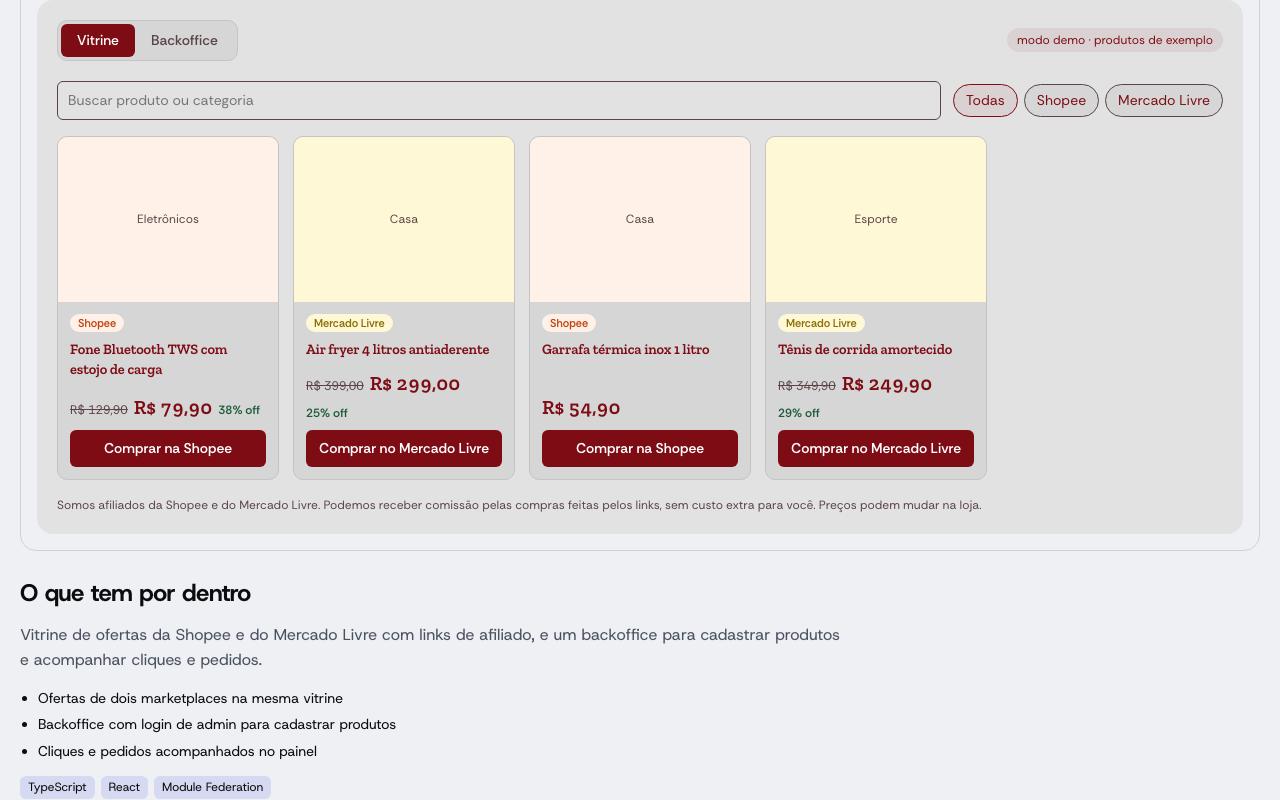 Vitrine
Backoffice
modo demo · produtos de exemplo
Buscar produto ou categoria
Todas
Shopee
Mercado Livre
Eletrônicos
Shopee
Fone Bluetooth TWS com
estojo de carga
R$ 129,90 R$ 79,90 38% off
Comprar na Shopee
Casa
Mercado Livre
Air fryer 4 litros antiaderente
R$ 399,00 R$ 299,00
25% off
Comprar no Mercado Livre
Casa
Shopee
Garrafa térmica inox 1 litro
R$ 54,90
Comprar na Shopee
Esporte
Mercado Livre
Tênis de corrida amortecido
R$ 349,90 R$ 249,90
29% off
Comprar no Mercado Livre
Somos afiliados da Shopee e do Mercado Livre. Podemos receber comissão pelas compras feitas pelos links, sem custo extra para você. Preços podem mudar na loja.
O que tem por dentro
Vitrine de ofertas da Shopee e do Mercado Livre com links de afiliado, e um backoffice para cadastrar produtos
e acompanhar cliques e pedidos.
• Ofertas de dois marketplaces na mesma vitrine
• Backoffice com login de admin para cadastrar produtos
• Cliques e pedidos acompanhados no painel
TypeScript
React
Module Federation